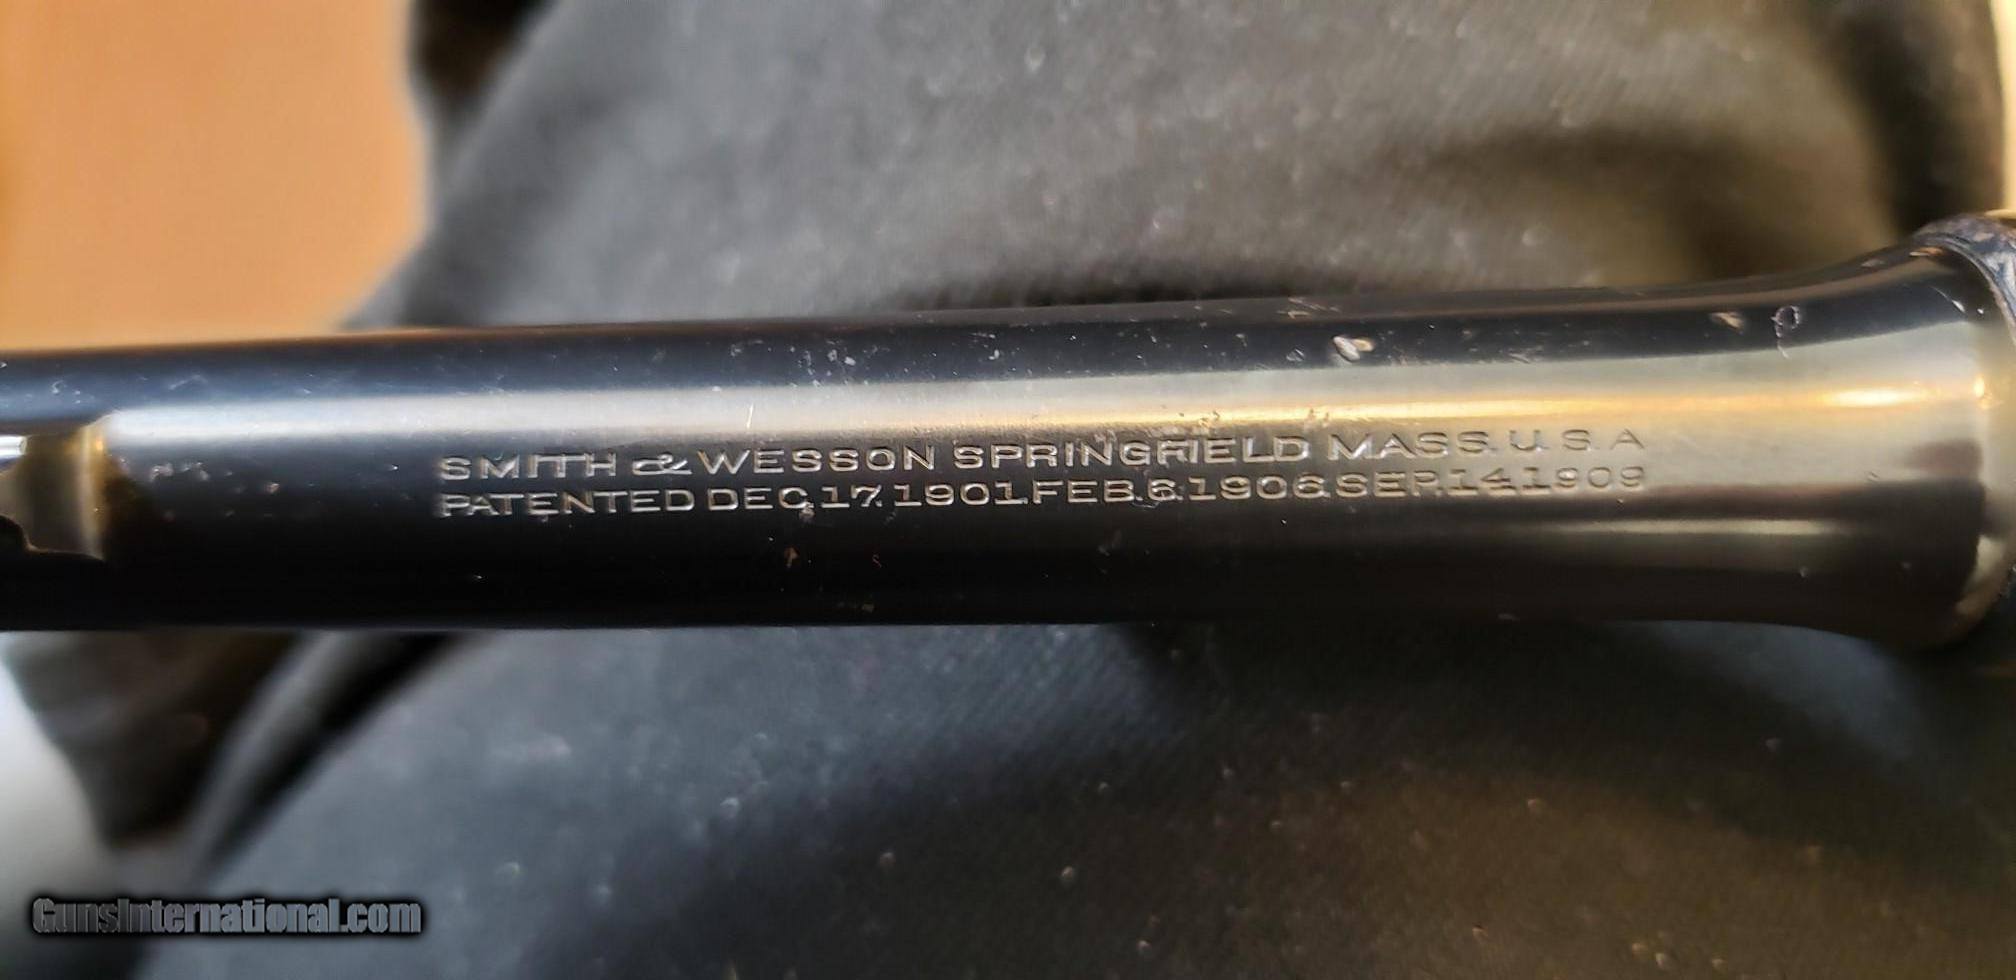 SMITH & WESSON SPRINGFIELD MASS. U.S.A
PATENTED DEC. 17. 1901. FEB. 6. 1906. SEP. 14. 1909
GunsInternational.com